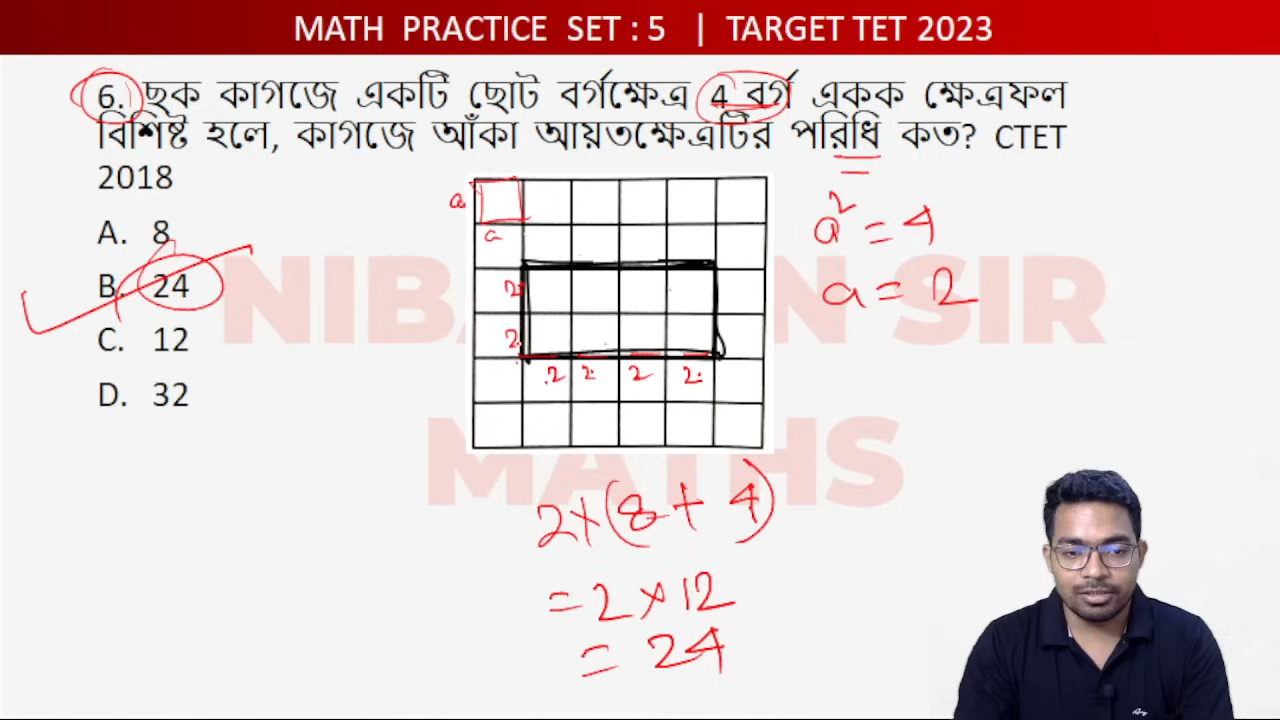 MATH PRACTICE SET : 5 | TARGET TET 2023
6. ছক কাগজে একটি ছোট বর্গক্ষেত্র 4 বর্গ একক ক্ষেত্রফল
বিশিষ্ট হলে, কাগজে আঁকা আয়তক্ষেত্রটির পরিধি কত? CTET
2018
A. 8
B. 24
C. 12
D. 32
a
a
2
2
2 2 2 2
a² = 4
a = 2
2×(8+4)
= 2×12
= 24
MATHS